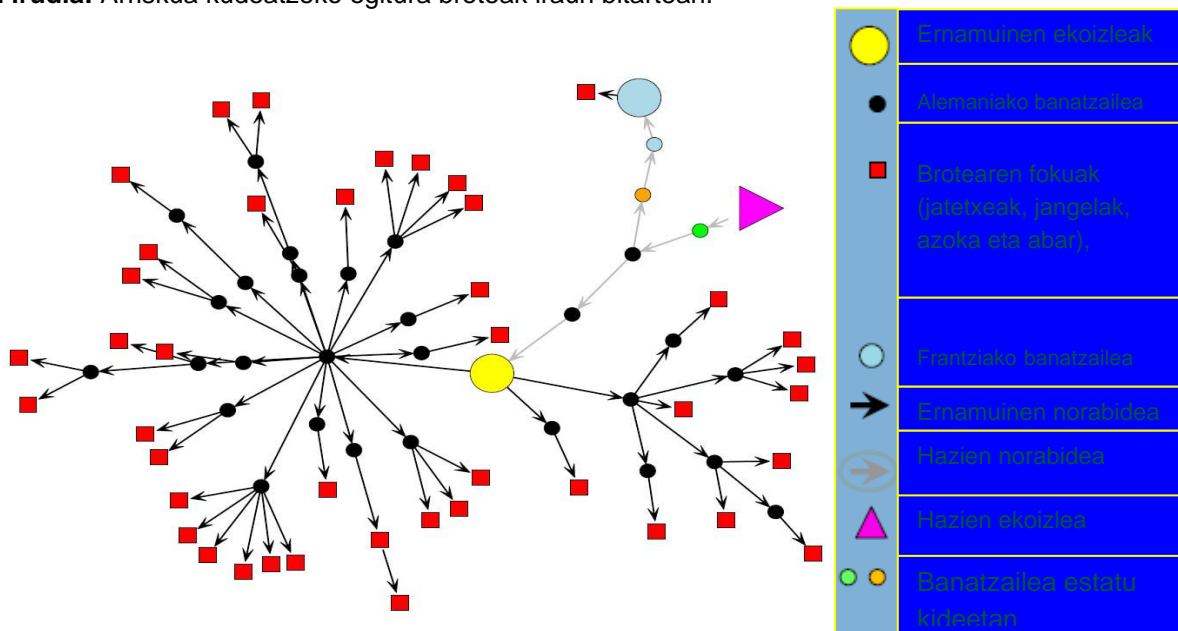 Irudia: Arriskua kudeatzeko egitura broteak iraun bitartean.
Ernamuinen ekoizleak
Alemaniako banatzailea
Brotearen fokuak
(jatetxeak, jangelak,
azoka eta abar),
Frantziako banatzailea
Ernamuinen norabidea
Hazien norabidea
Hazien ekoizlea
Banatzailea estatu
kideetan